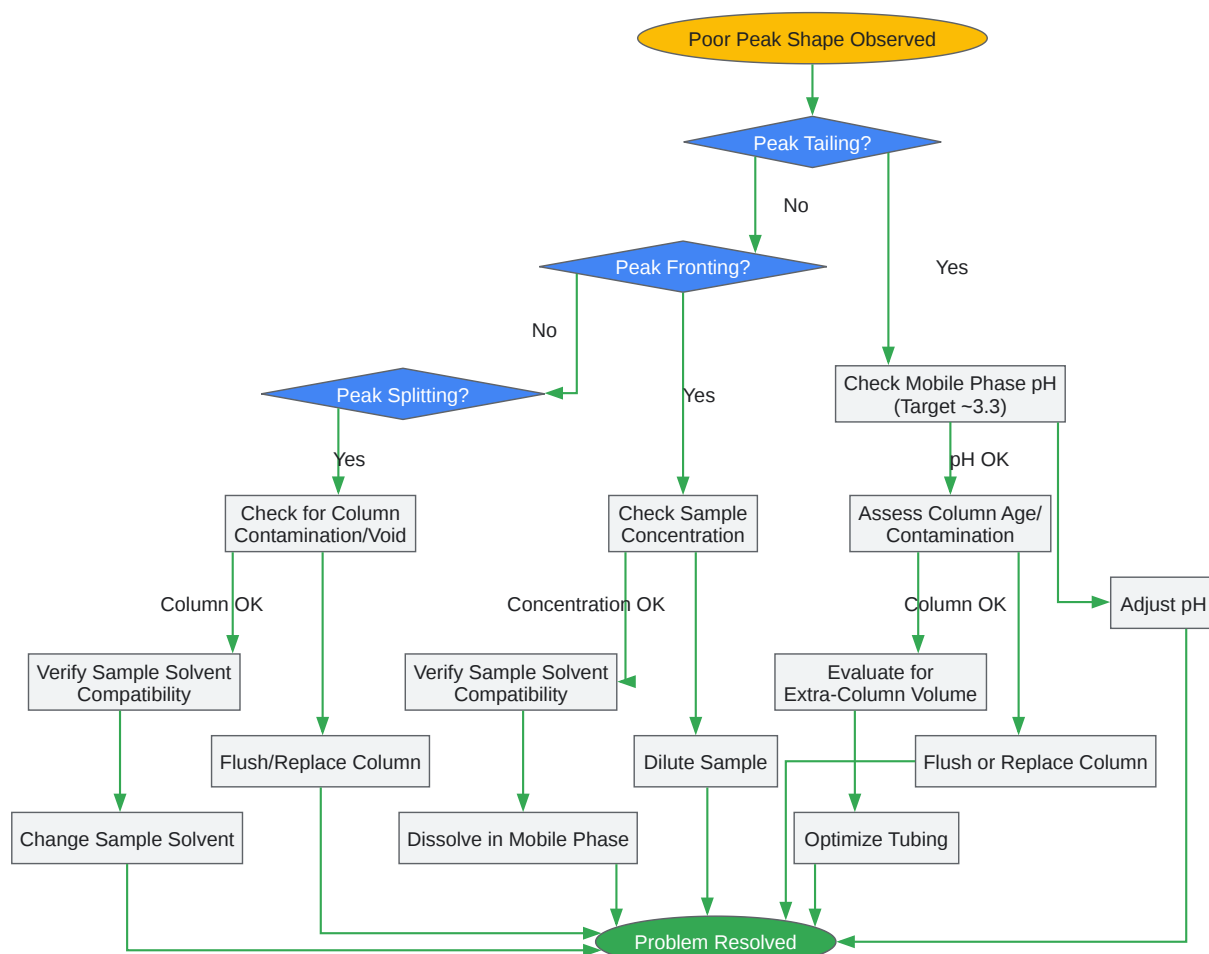 Poor Peak Shape Observed
Peak Tailing?
No
Peak Fronting?
Yes
No
Peak Splitting?
Yes
Check Mobile Phase pH
(Target ~3.3)
Yes
pH OK
Check for Column
Contamination/Void
Check Sample
Concentration
Assess Column Age/
Contamination
Column OK
Concentration OK
Column OK
Adjust pH
Verify Sample Solvent
Compatibility
Verify Sample Solvent
Compatibility
Evaluate for
Extra-Column Volume
Flush/Replace Column
Dilute Sample
Flush or Replace Column
Change Sample Solvent
Dissolve in Mobile Phase
Optimize Tubing
Problem Resolved